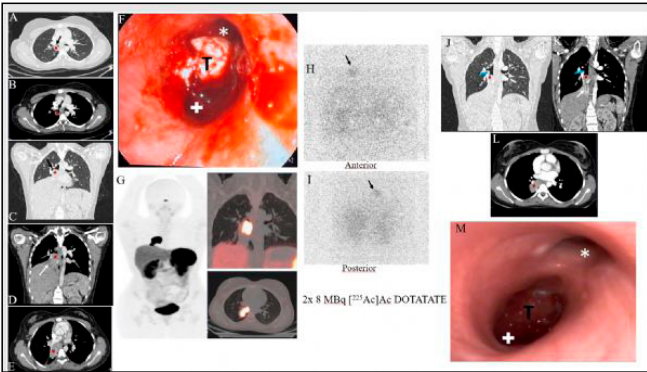 A
B
C
D
E
F
*
T
+
G
H
Anterior
I
Posterior
2x 8 MBq [²²⁵Ac]Ac DOTATATE
J
L
M
*
T
+